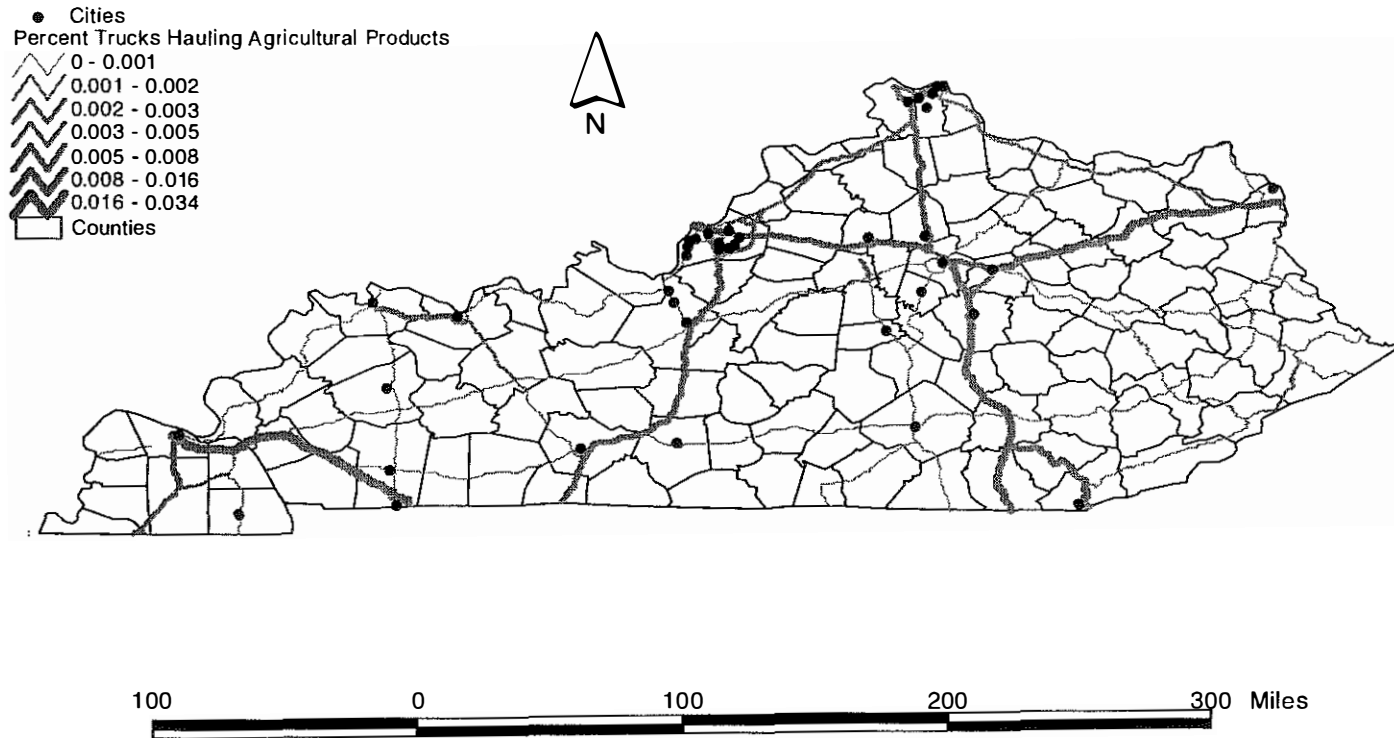 Cities
Percent Trucks Hauling Agricultural Products
0 - 0.001
0.001 - 0.002
0.002 - 0.003
0.003 - 0.005
0.005 - 0.008
0.008 - 0.016
0.016 - 0.034
Counties
N
100 0 100 200 300 Miles